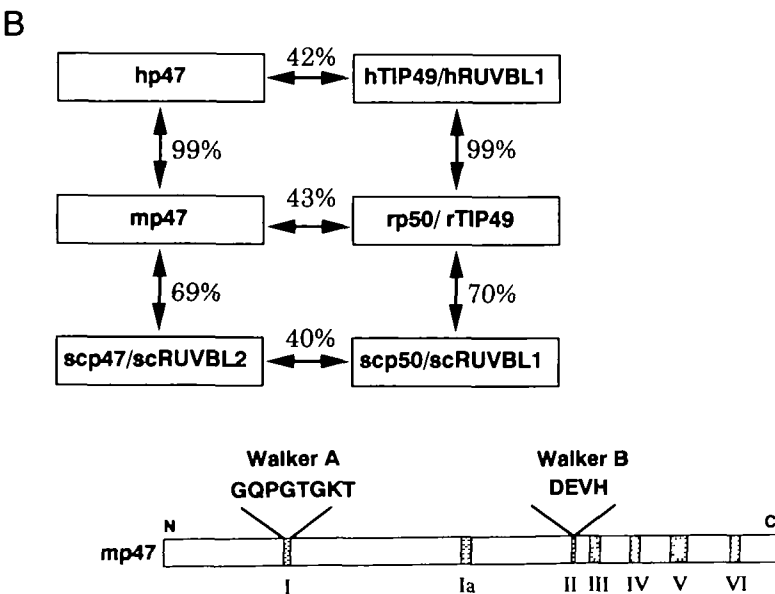 B
hp47
42%
hTIP49/hRUVBL1
99%
99%
mp47
43%
rp50/ rTIP49
69%
70%
scp47/scRUVBL2
40%
scp50/scRUVBL1
Walker A
GQPGTGKT
Walker B
DEVH
N
C
mp47
I
Ia
II
III
IV
V
VI